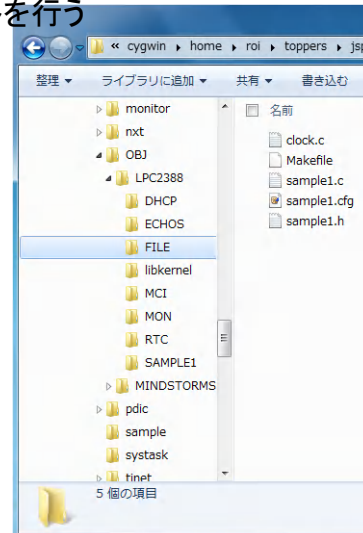 を行う
« cygwin ▸ home ▸ roi ▸ toppers ▸ jsp
整理 ▼ ライブラリに追加 ▼ 共有 ▼ 書き込む
monitor
nxt
OBJ
LPC2388
DHCP
ECHOS
FILE
libkernel
MCI
MON
RTC
SAMPLE1
MINDSTORMS
pdic
sample
systask
tinet
名前
clock.c
Makefile
sample1.c
sample1.cfg
sample1.h
5 個の項目